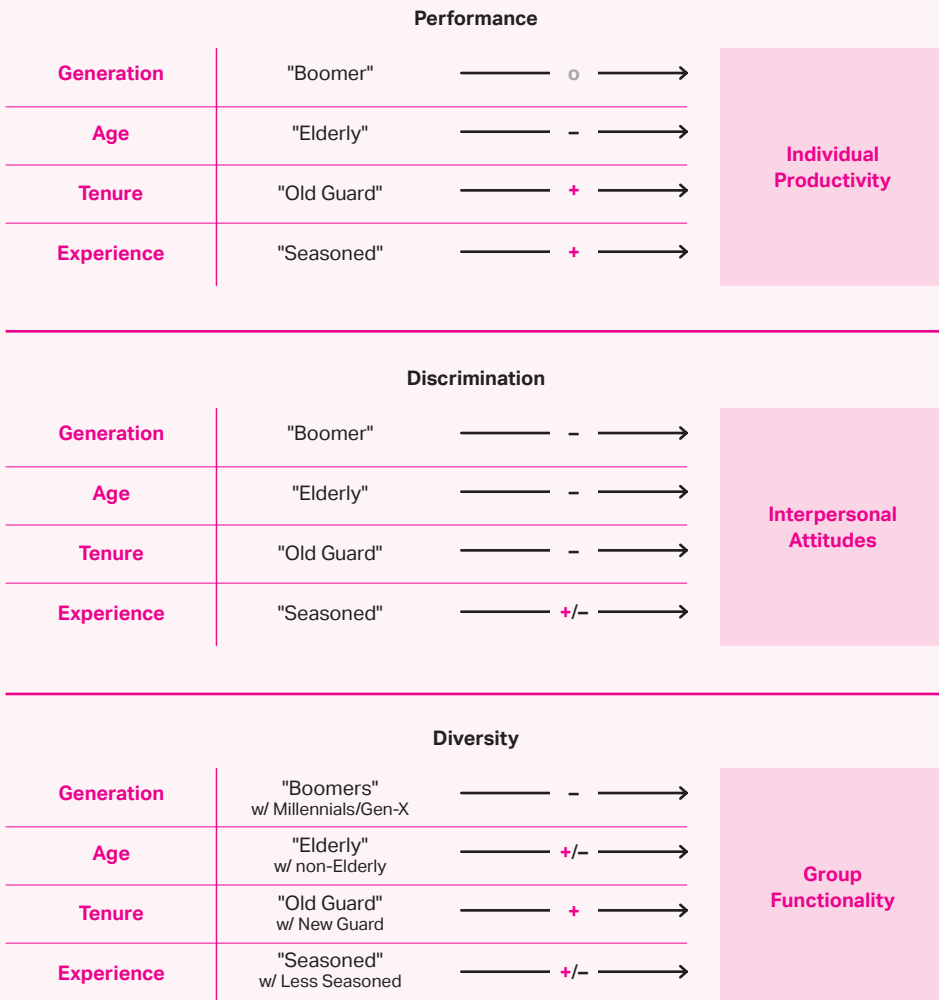 Performance
Generation "Boomer" o
Age "Elderly" –
Tenure "Old Guard" +
Experience "Seasoned" +
Individual
Productivity
Discrimination
Generation "Boomer" –
Age "Elderly" –
Tenure "Old Guard" –
Experience "Seasoned" +/–
Interpersonal
Attitudes
Diversity
Generation "Boomers" –
w/ Millennials/Gen-X
Age "Elderly" +/–
w/ non-Elderly
Tenure "Old Guard" +
w/ New Guard
Experience "Seasoned" +/–
w/ Less Seasoned
Group
Functionality